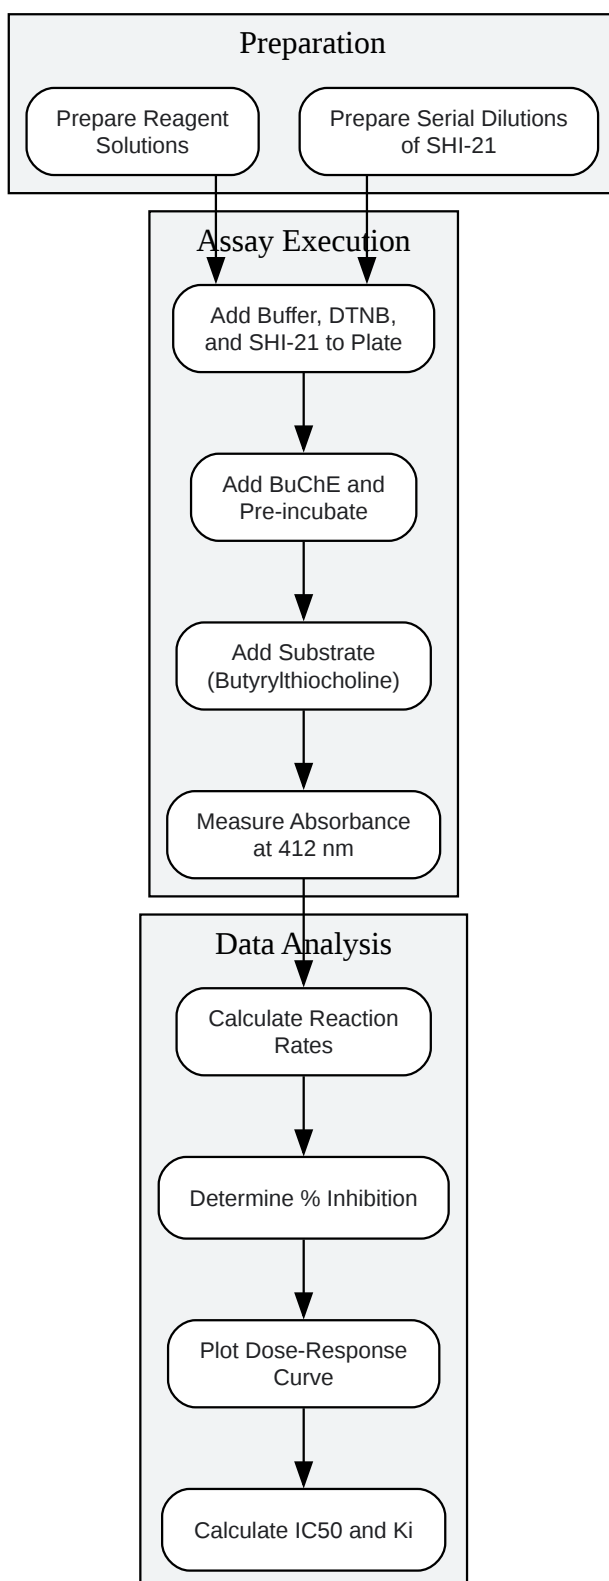 Preparation
Prepare Reagent
Solutions
Prepare Serial Dilutions
of SHI-21
Assay Execution
Add Buffer, DTNB,
and SHI-21 to Plate
Add BuChE and
Pre-incubate
Add Substrate
(Butyrylthiocholine)
Measure Absorbance
at 412 nm
Data Analysis
Calculate Reaction
Rates
Determine % Inhibition
Plot Dose-Response
Curve
Calculate IC50 and Ki